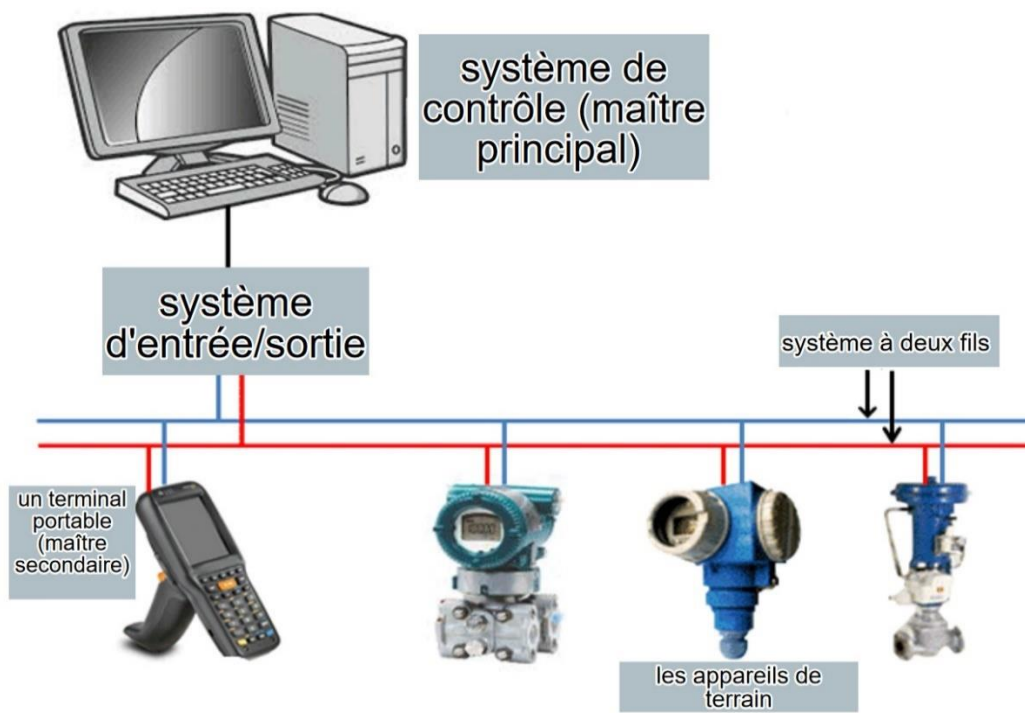 système de
contrôle (maître
principal)
système
d'entrée/sortie
système à deux fils
un terminal
portable
(maître
secondaire)
les appareils de
terrain